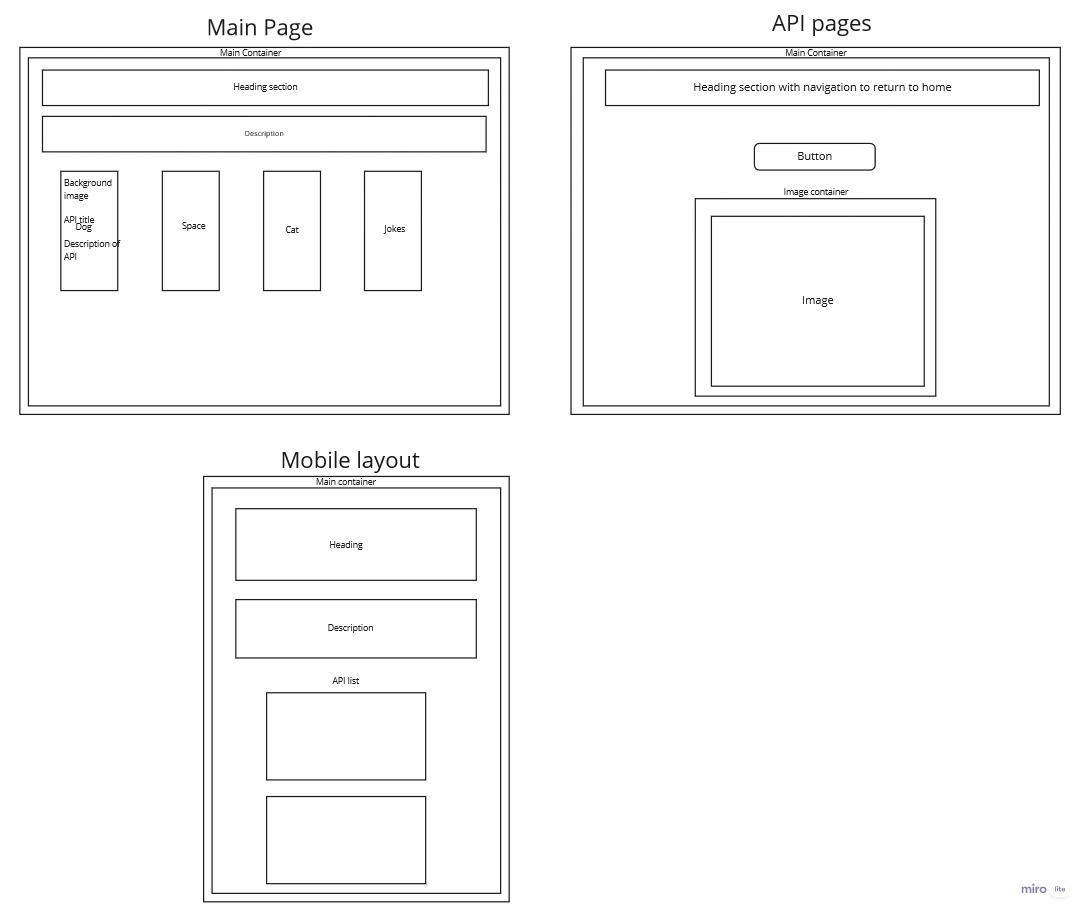 Main Page
Main Container
Heading section
Description
Background
image
API title
Dog
Description of
API
Space
Cat
Jokes
API pages
Main Container
Heading section with navigation to return to home
Button
Image container
Image
Mobile layout
Main container
Heading
Description
API list
miro lite